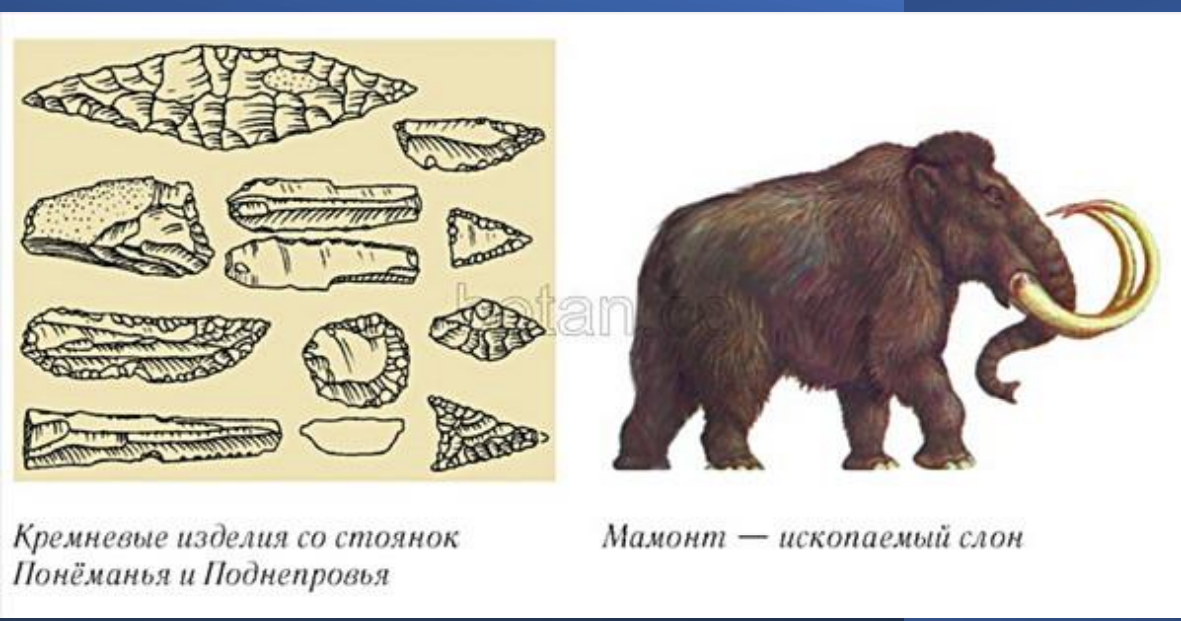 Кремневые изделия со стоянок
Понёманья и Поднепровья
Мамонт — ископаемый слон